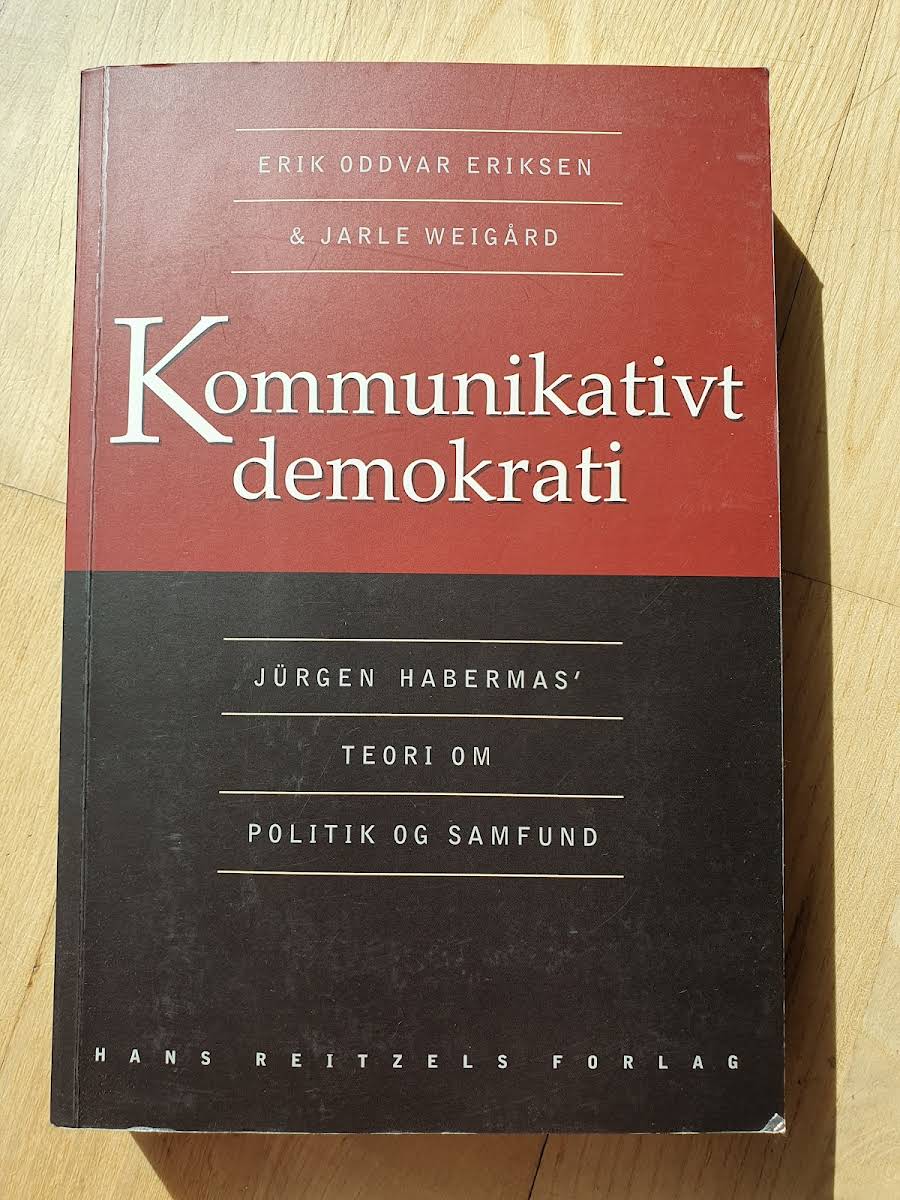 ERIK ODDVAR ERIKSEN
& JARLE WEIGÅRD
Kommunikativt
demokrati
JÜRGEN HABERMAS'
TEORI OM
POLITIK OG SAMFUND
HANS REITZELS FORLAG